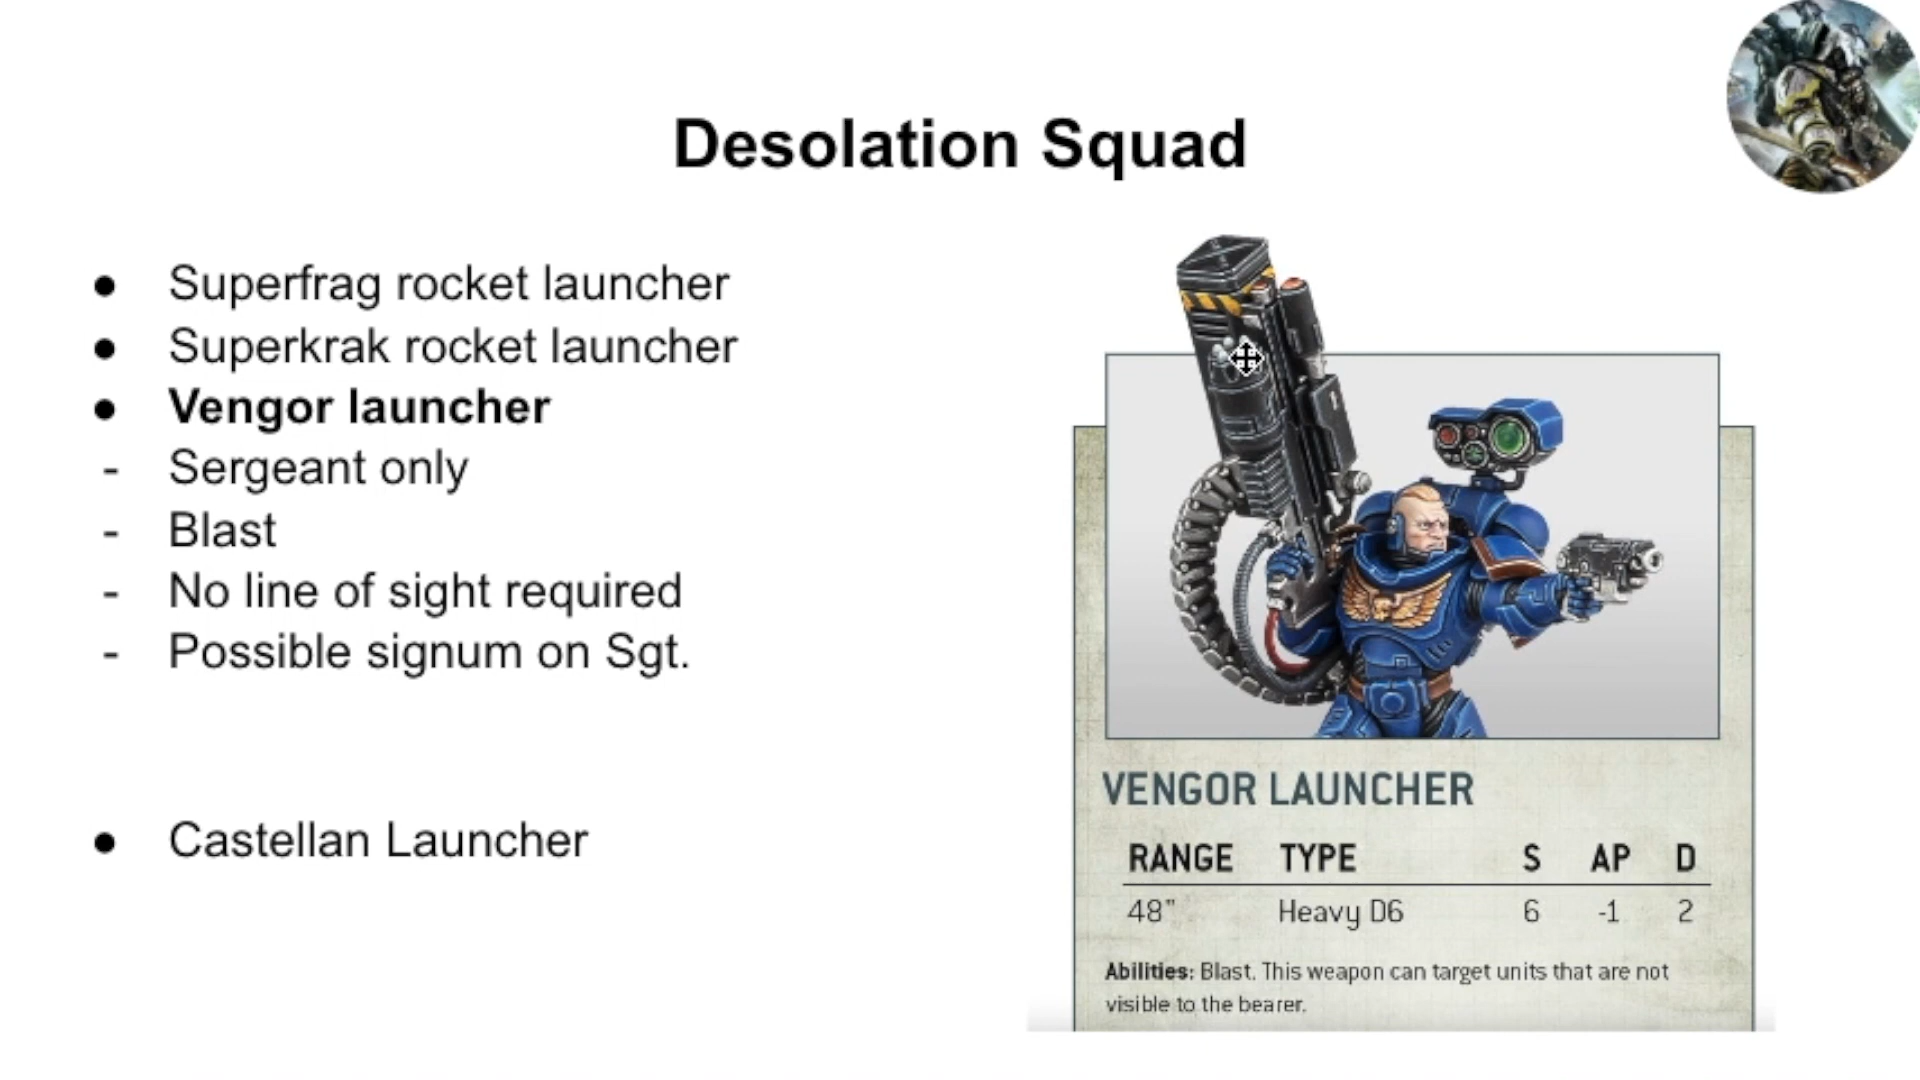 Desolation Squad
● Superfrag rocket launcher
● Superkrak rocket launcher
● Vengor launcher
- Sergeant only
- Blast
- No line of sight required
- Possible signum on Sgt.
● Castellan Launcher
VENGOR LAUNCHER
RANGE TYPE S AP D
48" Heavy D6 6 -1 2
Abilities: Blast. This weapon can target units that are not
visible to the bearer.